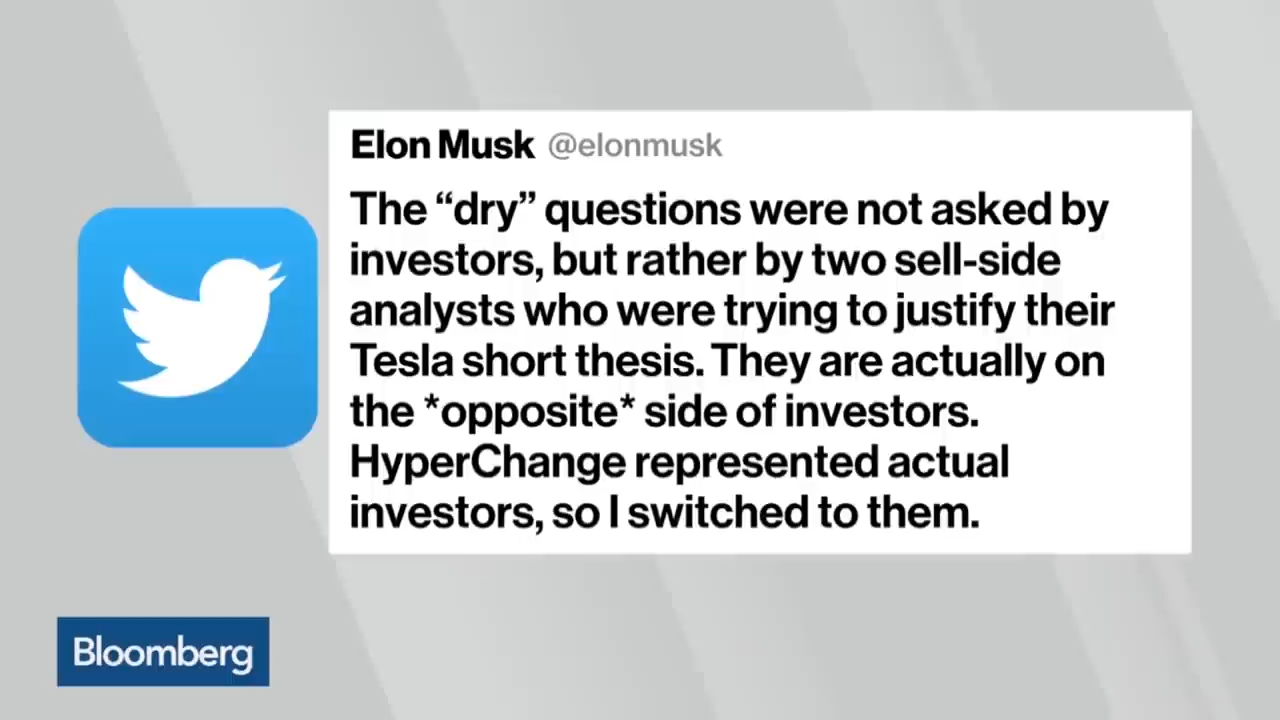 Elon Musk @elonmusk
The “dry” questions were not asked by
investors, but rather by two sell-side
analysts who were trying to justify their
Tesla short thesis. They are actually on
the *opposite* side of investors.
HyperChange represented actual
investors, so I switched to them.
Bloomberg